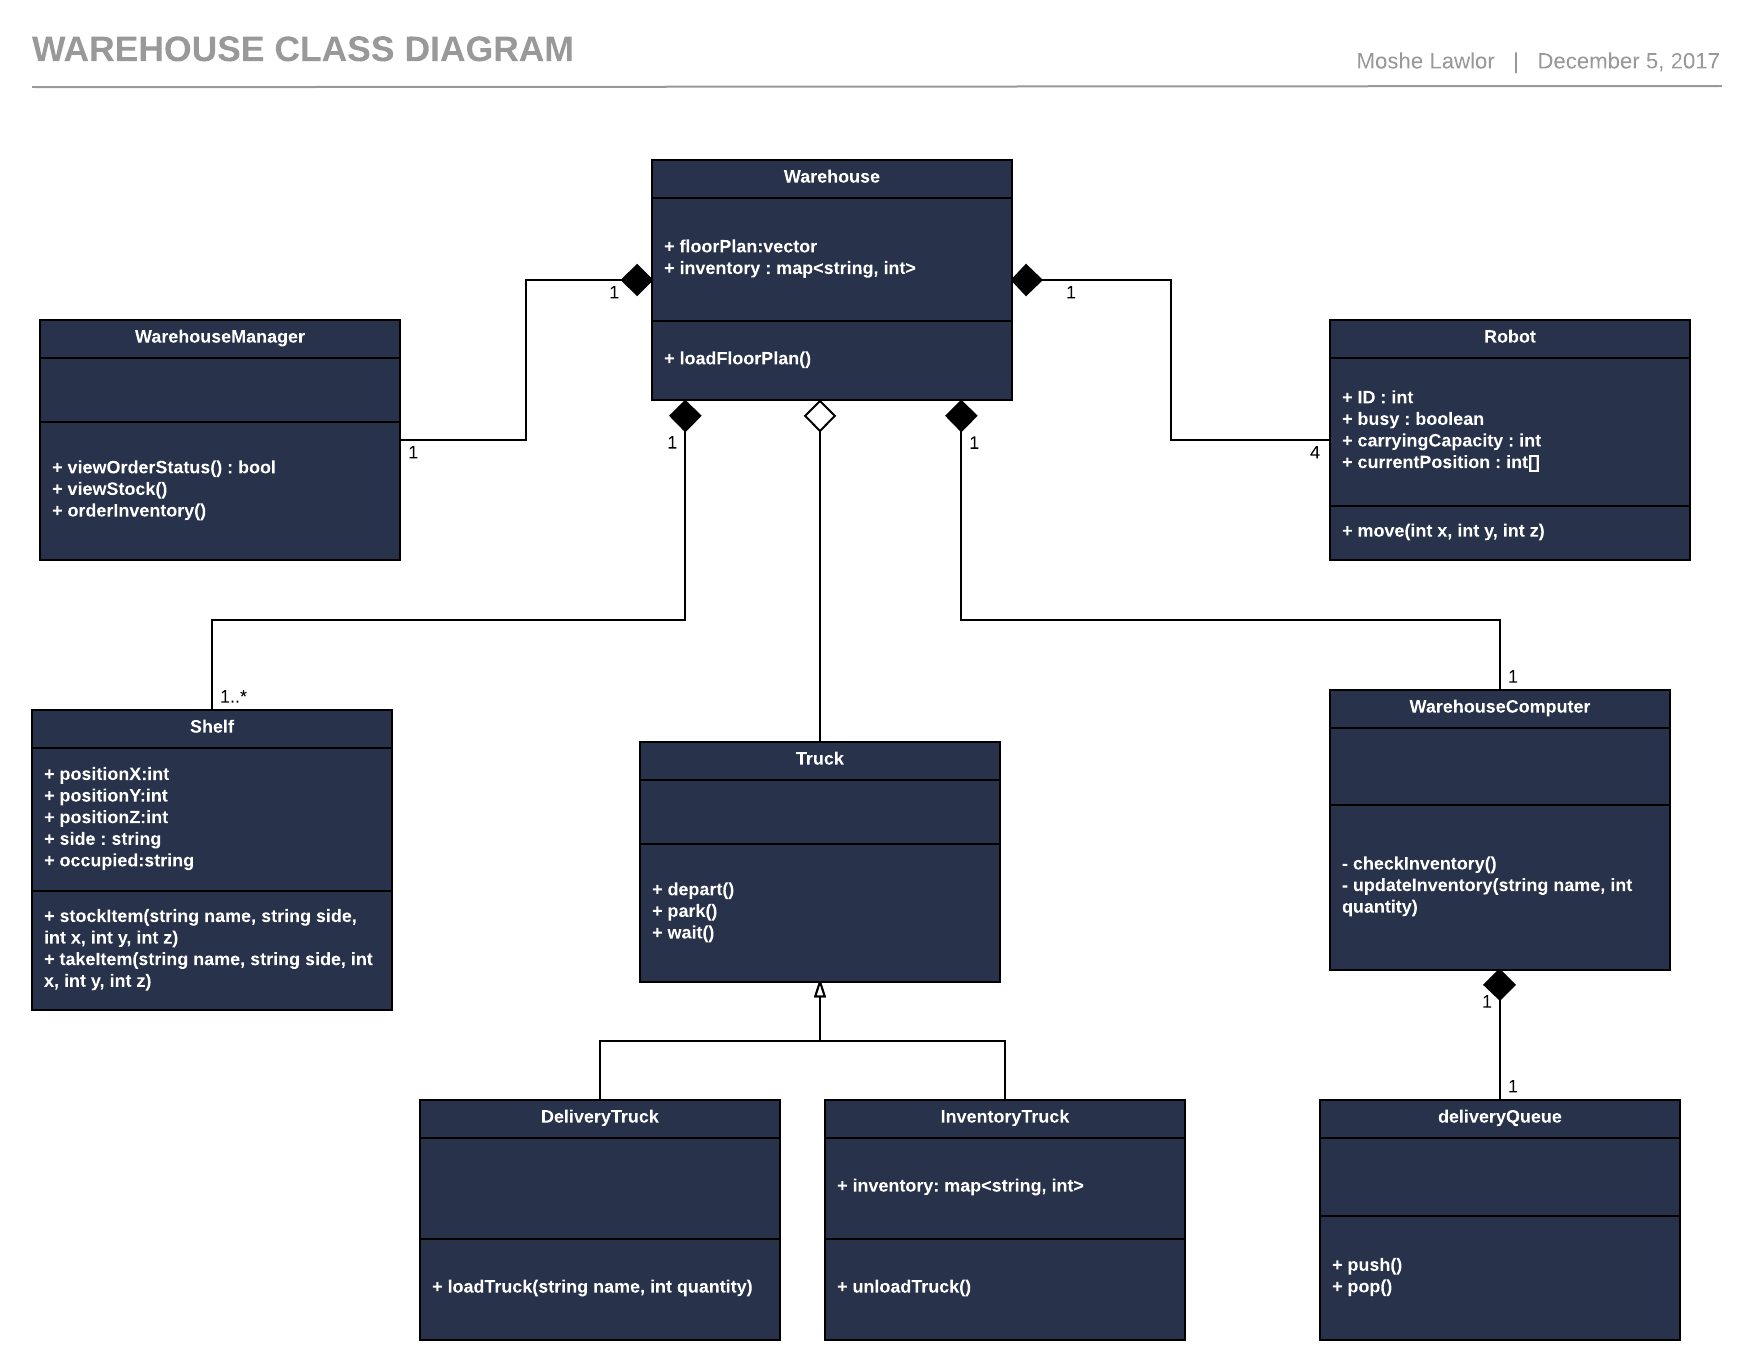 WAREHOUSE CLASS DIAGRAM
Moshe Lawlor | December 5, 2017
Warehouse
+ floorPlan:vector
+ inventory : map<string, int>
+ loadFloorPlan()
1
1
1
1
WarehouseManager
+ viewOrderStatus() : bool
+ viewStock()
+ orderInventory()
1
Robot
+ ID : int
+ busy : boolean
+ carryingCapacity : int
+ currentPosition : int[]
+ move(int x, int y, int z)
4
1..*
Shelf
+ positionX:int
+ positionY:int
+ positionZ:int
+ side : string
+ occupied:string
+ stockItem(string name, string side,
int x, int y, int z)
+ takeItem(string name, string side, int
x, int y, int z)
Truck
+ depart()
+ park()
+ wait()
1
WarehouseComputer
- checkInventory()
- updateInventory(string name, int
quantity)
1
1
DeliveryTruck
+ loadTruck(string name, int quantity)
InventoryTruck
+ inventory: map<string, int>
+ unloadTruck()
deliveryQueue
+ push()
+ pop()